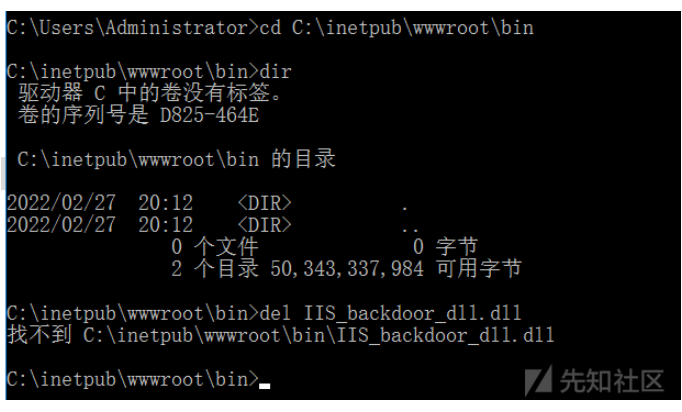 C:\Users\Administrator>cd C:\inetpub\wwwroot\bin
C:\inetpub\wwwroot\bin>dir
驱动器 C 中的卷没有标签。
卷的序列号是 D825-464E
C:\inetpub\wwwroot\bin 的目录
2022/02/27  20:12    <DIR>          .
2022/02/27  20:12    <DIR>          ..
0 个文件              0 字节
2 个目录 50,343,337,984 可用字节
C:\inetpub\wwwroot\bin>del IIS_backdoor_dll.dll
找不到 C:\inetpub\wwwroot\bin\IIS_backdoor_dll.dll
C:\inetpub\wwwroot\bin>
先知社区